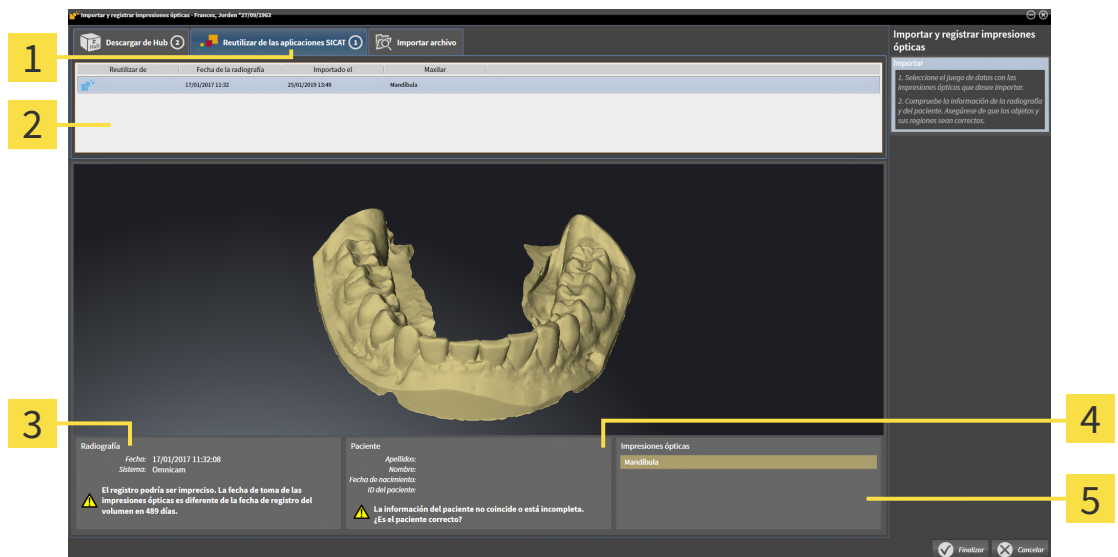 Importar y registrar impresiones ópticas - Frances, Jorden *27/09/1963
1
Hub
Descargar de Hub 2
Reutilizar de las aplicaciones SICAT 1
Importar archivo
Reutilizar de Fecha de la radiografía Importado el Maxilar
17/01/2017 11:32 25/01/2019 13:49 Mandíbula
2
Importar y registrar impresiones
ópticas
Importar
1. Seleccione el juego de datos con las
impresiones ópticas que desee importar.
2. Compruebe la información de la radiografía
y del paciente. Asegúrese de que los objetos y
sus regiones sean correctos.
3
Radiografía
Fecha: 17/01/2017 11:32:08
Sistema: Omnicam
El registro podría ser impreciso. La fecha de toma de las
impresiones ópticas es diferente de la fecha de registro del
volumen en 489 días.
4
Paciente
Apellidos:
Nombre:
Fecha de nacimiento:
ID del paciente:
La información del paciente no coincide o está incompleta.
¿Es el paciente correcto?
Impresiones ópticas
Mandíbula
5
Finalizar
Cancelar